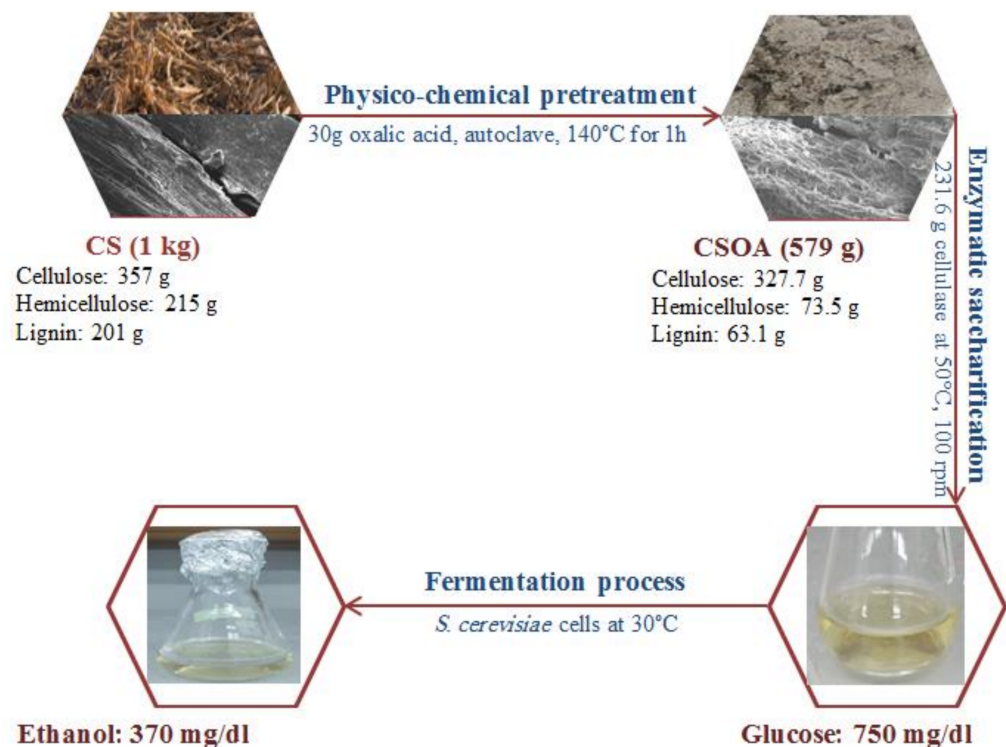 Physico-chemical pretreatment
30g oxalic acid, autoclave, 140°C for 1h
CS (1 kg)
Cellulose: 357 g
Hemicellulose: 215 g
Lignin: 201 g
CSOA (579 g)
Cellulose: 327.7 g
Hemicellulose: 73.5 g
Lignin: 63.1 g
Enzymatic saccharification
231.6 g cellulase at 50°C, 100 rpm
Fermentation process
S. cerevisiae cells at 30°C
Ethanol: 370 mg/dl
Glucose: 750 mg/dl